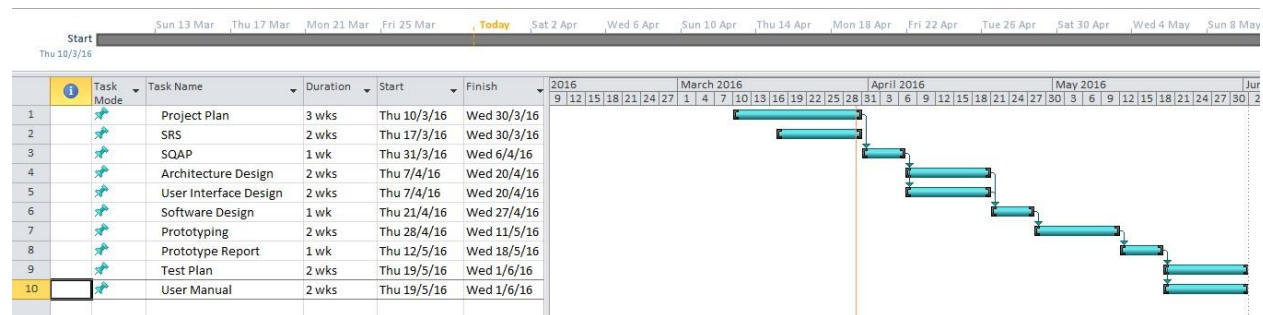 Sun 13 Mar Thu 17 Mar Mon 21 Mar Fri 25 Mar Today Sat 2 Apr Wed 6 Apr Sun 10 Apr Thu 14 Apr Mon 18 Apr Fri 22 Apr Tue 26 Apr Sat 30 Apr Wed 4 May Sun 8 May
Start
Thu 10/3/16
Task Mode Task Name Duration Start Finish
2016 March 2016 April 2016 May 2016 Jun
9 12 15 18 21 24 27 1 4 7 10 13 16 19 22 25 28 31 3 6 9 12 15 18 21 24 27 30 3 6 9 12 15 18 21 24 27 30 2
1 Project Plan 3 wks Thu 10/3/16 Wed 30/3/16
2 SRS 2 wks Thu 17/3/16 Wed 30/3/16
3 SQAP 1 wk Thu 31/3/16 Wed 6/4/16
4 Architecture Design 2 wks Thu 7/4/16 Wed 20/4/16
5 User Interface Design 2 wks Thu 7/4/16 Wed 20/4/16
6 Software Design 1 wk Thu 21/4/16 Wed 27/4/16
7 Prototyping 2 wks Thu 28/4/16 Wed 11/5/16
8 Prototype Report 1 wk Thu 12/5/16 Wed 18/5/16
9 Test Plan 2 wks Thu 19/5/16 Wed 1/6/16
10 User Manual 2 wks Thu 19/5/16 Wed 1/6/16